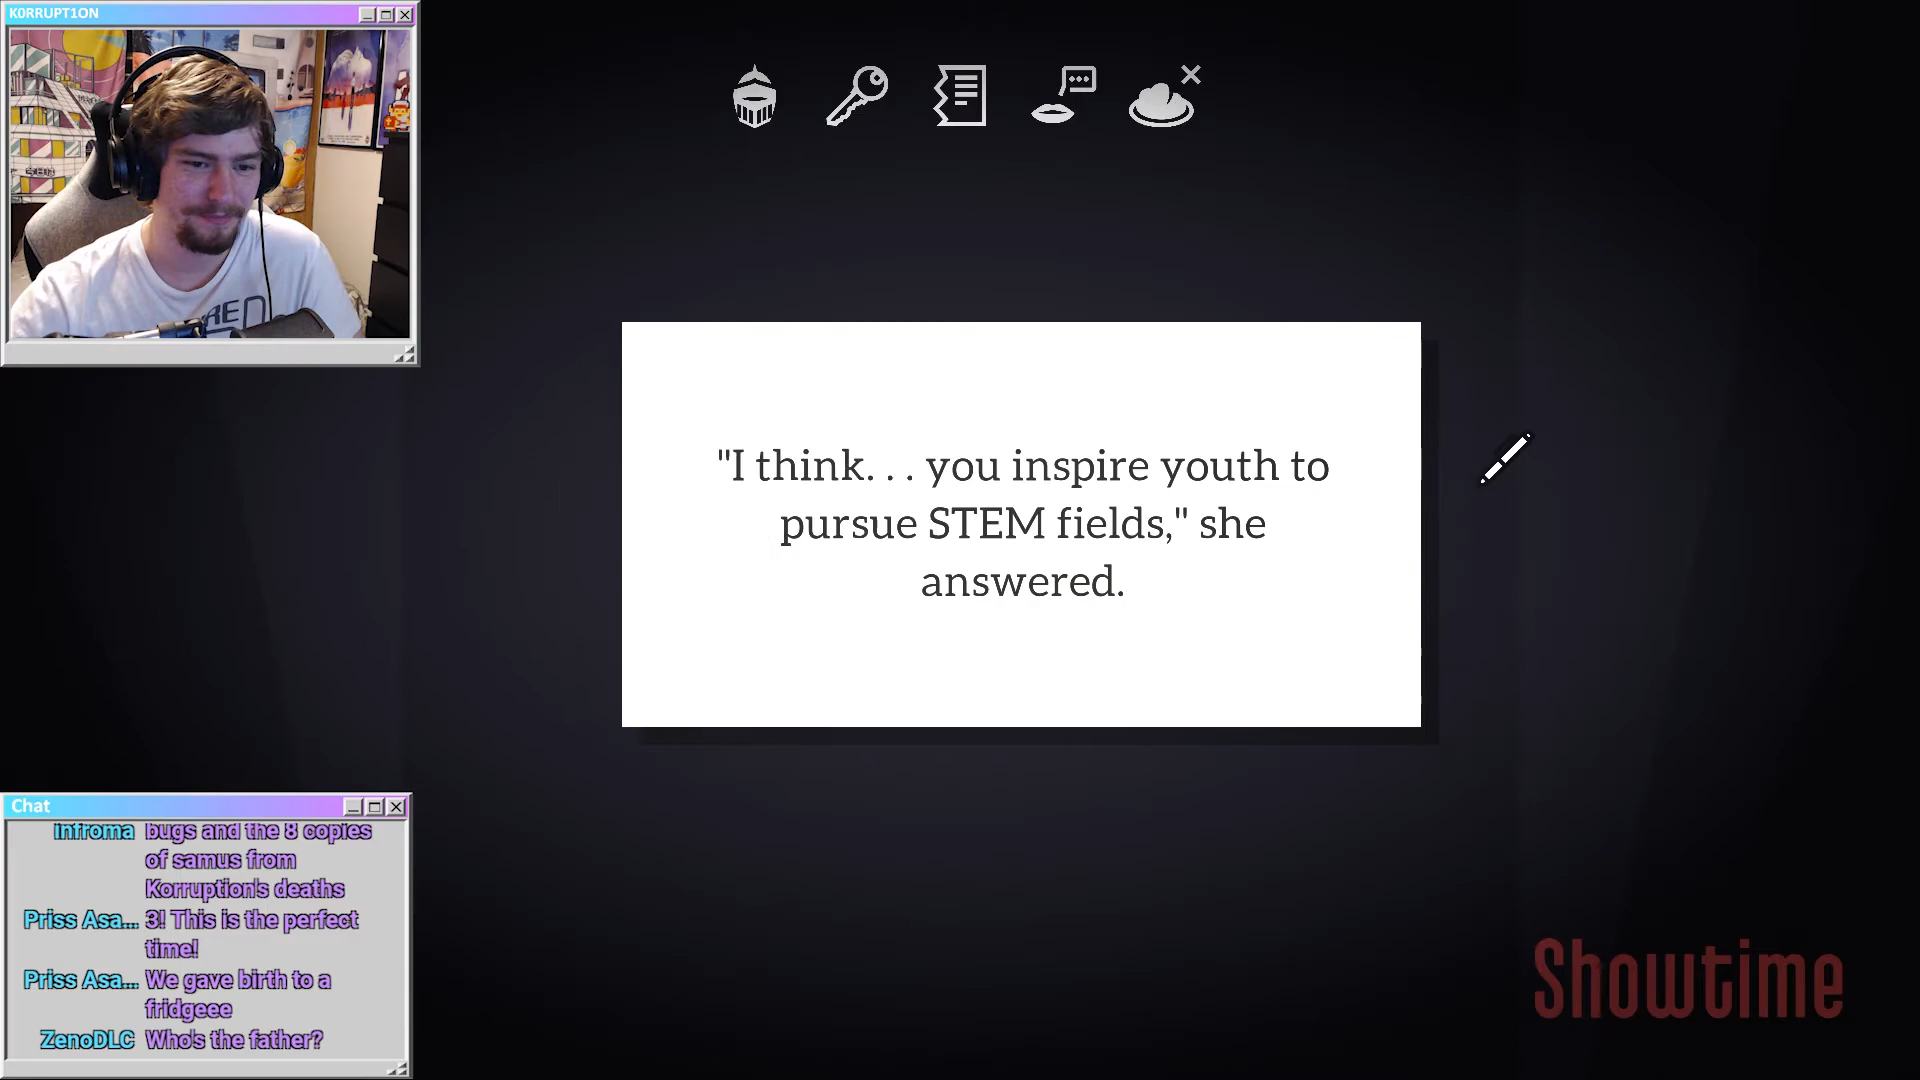 K0RRUPT1ON
"I think. . . you inspire youth to
pursue STEM fields," she
answered.
Chat
Infroma bugs and the 8 copies
of samus from
Korruption's deaths
Priss Asa... 3! This is the perfect
time!
Priss Asa... We gave birth to a
fridgeee
ZenoDLC Who's the father?
Showtime